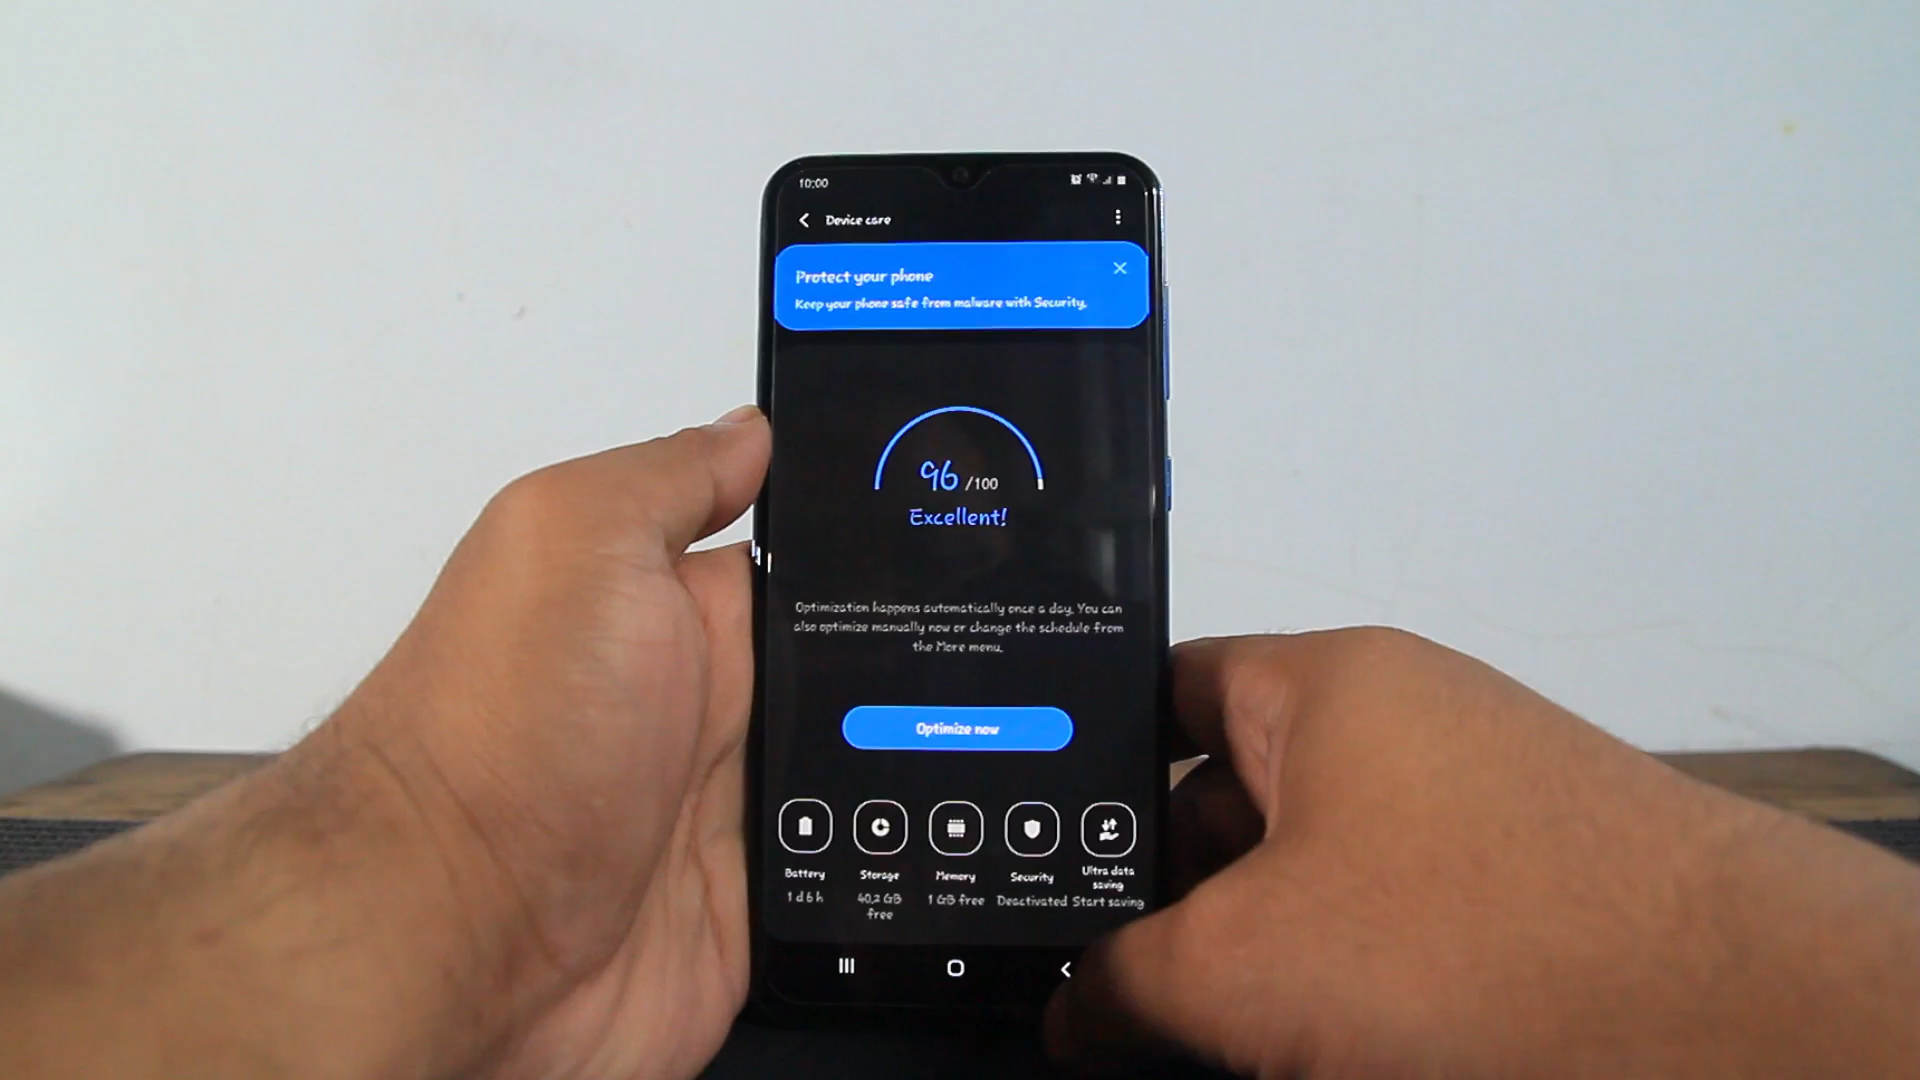 10:00
Device care
Protect your phone
Keep your phone safe from malware with Security.
96 /100
Excellent!
Optimization happens automatically once a day. You can
also optimize manually now or change the schedule from
the More menu.
Optimize now
Battery
1 d 6 h
Storage
40.2 GB
free
Memory
1 GB free
Security
Deactivated
Ultra data
saving
Start saving